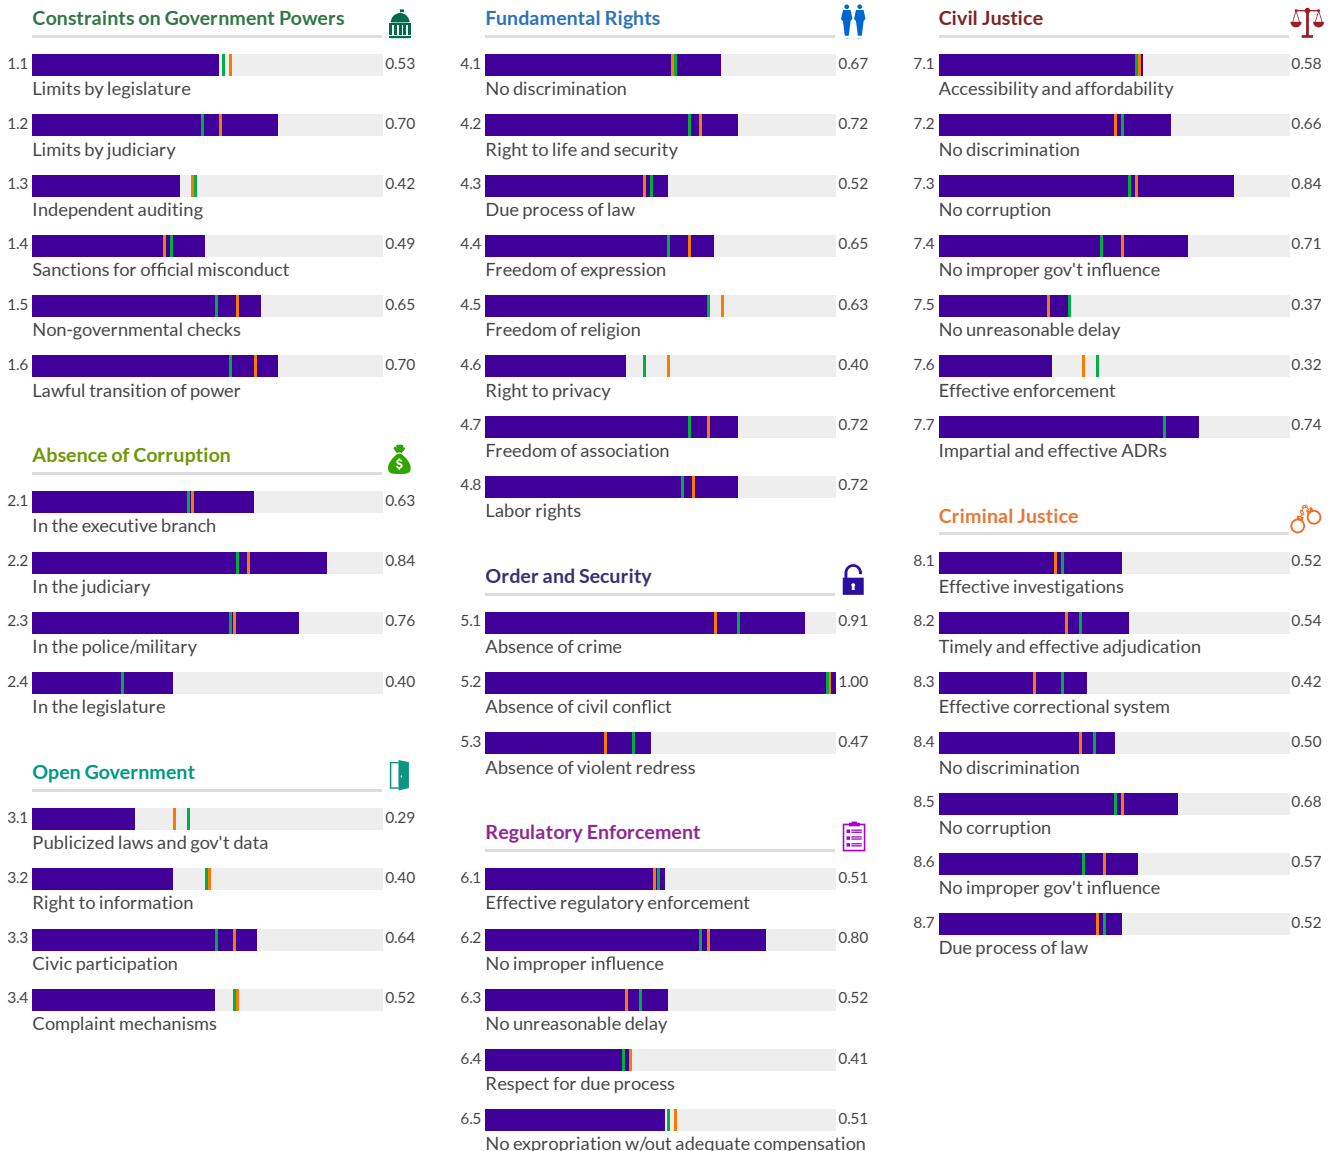 Constraints on Government Powers
1.1 0.53
Limits by legislature
1.2 0.70
Limits by judiciary
1.3 0.42
Independent auditing
1.4 0.49
Sanctions for official misconduct
1.5 0.65
Non-governmental checks
1.6 0.70
Lawful transition of power
Absence of Corruption
$
2.1 0.63
In the executive branch
2.2 0.84
In the judiciary
2.3 0.76
In the police/military
2.4 0.40
In the legislature
Open Government
3.1 0.29
Publicized laws and gov't data
3.2 0.40
Right to information
3.3 0.64
Civic participation
3.4 0.52
Complaint mechanisms
Fundamental Rights
4.1 0.67
No discrimination
4.2 0.72
Right to life and security
4.3 0.52
Due process of law
4.4 0.65
Freedom of expression
4.5 0.63
Freedom of religion
4.6 0.40
Right to privacy
4.7 0.72
Freedom of association
4.8 0.72
Labor rights
Order and Security
5.1 0.91
Absence of crime
5.2 1.00
Absence of civil conflict
5.3 0.47
Absence of violent redress
Regulatory Enforcement
6.1 0.51
Effective regulatory enforcement
6.2 0.80
No improper influence
6.3 0.52
No unreasonable delay
6.4 0.41
Respect for due process
6.5 0.51
No expropriation w/out adequate compensation
Civil Justice
7.1 0.58
Accessibility and affordability
7.2 0.66
No discrimination
7.3 0.84
No corruption
7.4 0.71
No improper gov't influence
7.5 0.37
No unreasonable delay
7.6 0.32
Effective enforcement
7.7 0.74
Impartial and effective ADRs
Criminal Justice
8.1 0.52
Effective investigations
8.2 0.54
Timely and effective adjudication
8.3 0.42
Effective correctional system
8.4 0.50
No discrimination
8.5 0.68
No corruption
8.6 0.57
No improper gov't influence
8.7 0.52
Due process of law